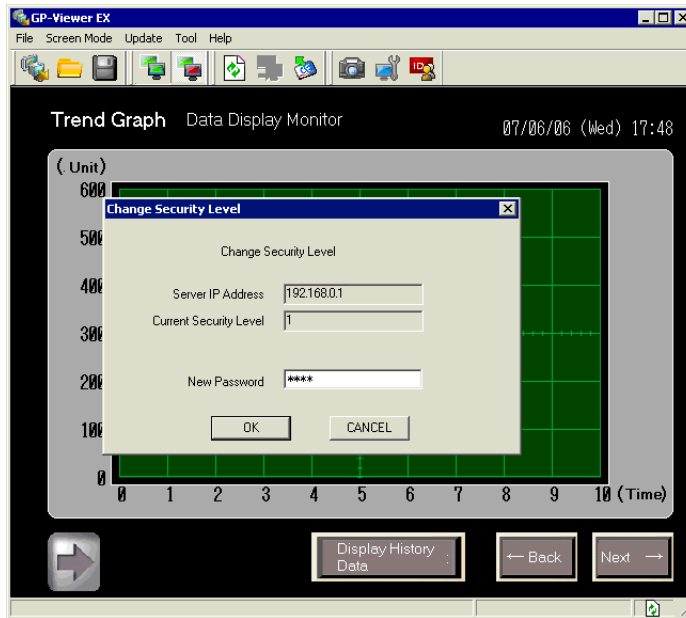 GP-Viewer EX
File Screen Mode Update Tool Help
ID
Trend Graph Data Display Monitor
07/06/06 (Wed) 17:48
(. Unit)
600
500
400
300
200
100
0
0 1 2 3 4 5 6 7 8 9 10 (Time)
Change Security Level
Change Security Level
Server IP Address 192.168.0.1
Current Security Level 1
New Password ****
OK CANCEL
Display History :
Data
← Back
Next →